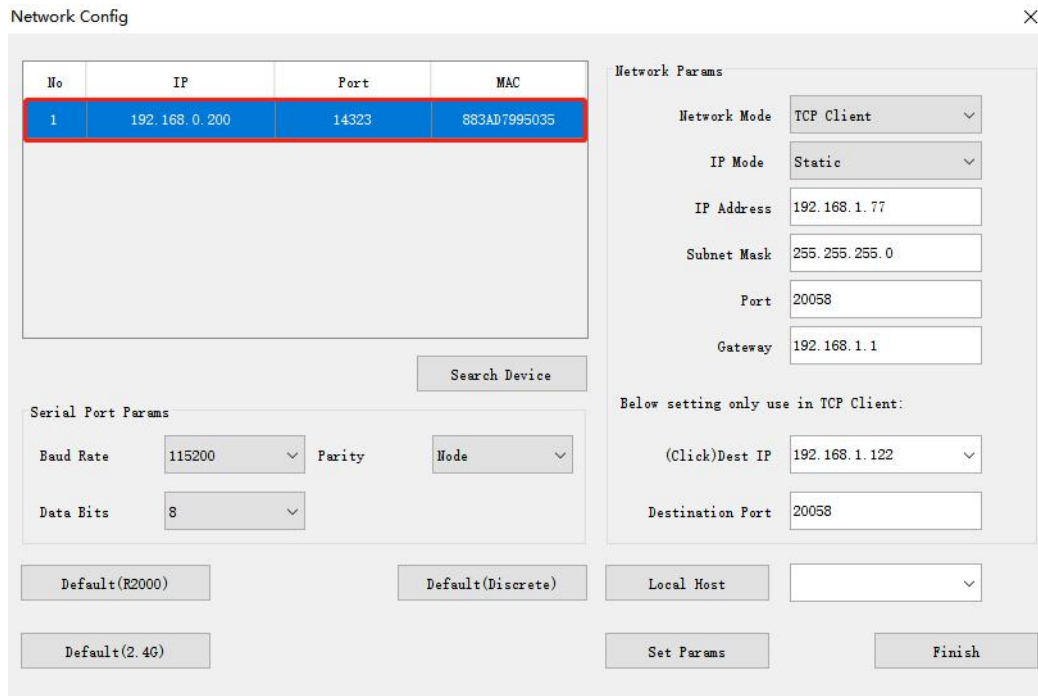 Network Config
No IP Port MAC
1 192.168.0.200 14323 883AD7995035
Search Device
Serial Port Params
Baud Rate 115200 Parity Node
Data Bits 8
Default(R2000) Default(Discrete)
Default(2.4G)
Network Params
Network Mode TCP Client
IP Mode Static
IP Address 192.168.1.77
Subnet Mask 255.255.255.0
Port 20058
Gateway 192.168.1.1
Below setting only use in TCP Client:
(Click)Dest IP 192.168.1.122
Destination Port 20058
Local Host
Set Params Finish